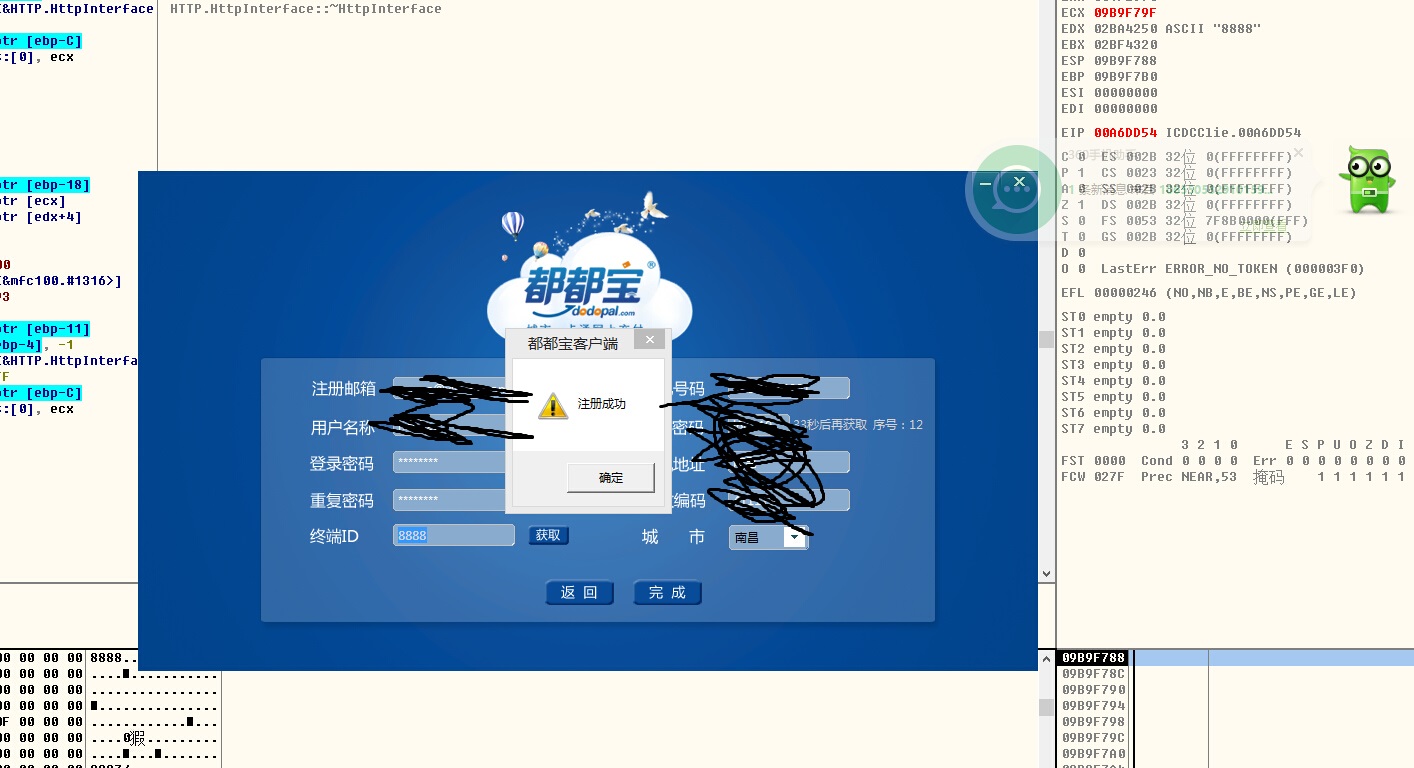 &HTTP.HttpInterface
HTTP.HttpInterface::~HttpInterface
ptr [ebp-C]
:[0], ecx
ptr [ebp-18]
ptr [ecx]
ptr [edx+4]
00
&mfc100.#1316>]
93
ptr [ebp-11]
ebp-4], -1
&HTTP.HttpInterfa
7F
ptr [ebp-C]
:[0], ecx
ECX 09B9F79F
EDX 02BA4250 ASCII "8888"
EBX 02BF4320
ESP 09B9F788
EBP 09B9F7B0
ESI 00000000
EDI 00000000
EIP 00A6DD54 ICDCClie.00A6DD54
C 0 ES 002B 32位 0(FFFFFFFF)
P 1 CS 0023 32位 0(FFFFFFFF)
A 0 SS 002B 32位 0(FFFFFFFF)
Z 1 DS 002B 32位 0(FFFFFFFF)
S 0 FS 0053 32位 7F8B0000(FFF)
T 0 GS 002B 32位 0(FFFFFFFF)
D 0
O 0 LastErr ERROR_NO_TOKEN (000003F0)
EFL 00000246 (NO,NB,E,BE,NS,PE,GE,LE)
ST0 empty 0.0
ST1 empty 0.0
ST2 empty 0.0
ST3 empty 0.0
ST4 empty 0.0
ST5 empty 0.0
ST6 empty 0.0
ST7 empty 0.0
3 2 1 0 E S P U O Z D I
FST 0000 Cond 0 0 0 0 Err 0 0 0 0 0 0 0 0
FCW 027F Prec NEAR,53 掩码 1 1 1 1 1 1
立即查看
都都宝®
dodopal.com
都都宝客户端
注册成功
确定
注册邮箱
号码
用户名称
密码
33秒后再获取 序号：12
登录密码 ********
地址
重复密码 ********
编码
终端ID 8888 获取
城 市 南昌
返 回 完 成
00 00 00 00 8888..
00 00 00 00
00 00 00 00
00 00 00 00
0F 00 00 00
00 00 00 00
00 00 00 00
09B9F788
09B9F78C
09B9F790
09B9F794
09B9F798
09B9F79C
09B9F7A0